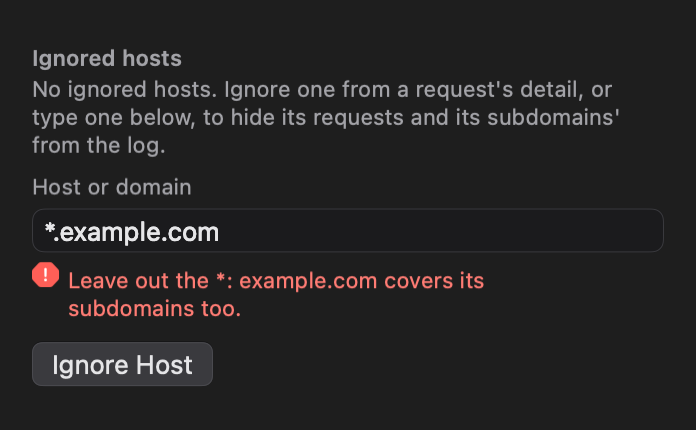 Ignored hosts
No ignored hosts. Ignore one from a request's detail, or
type one below, to hide its requests and its subdomains'
from the log.
Host or domain
*.example.com
Leave out the *: example.com covers its
subdomains too.
Ignore Host